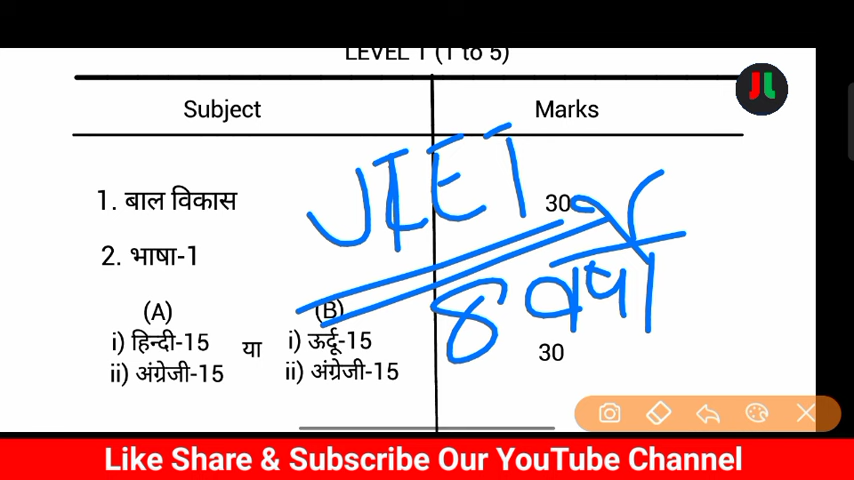 LEVEL 1 (1 to 5)
Subject Marks
JTET
1. बाल विकास 30
2. भाषा-1
8 वर्षो
(A) (B)
i) हिन्दी-15 या i) ऊर्दू-15
ii) अंग्रेजी-15 ii) अंग्रेजी-15
30
Like Share & Subscribe Our YouTube Channel